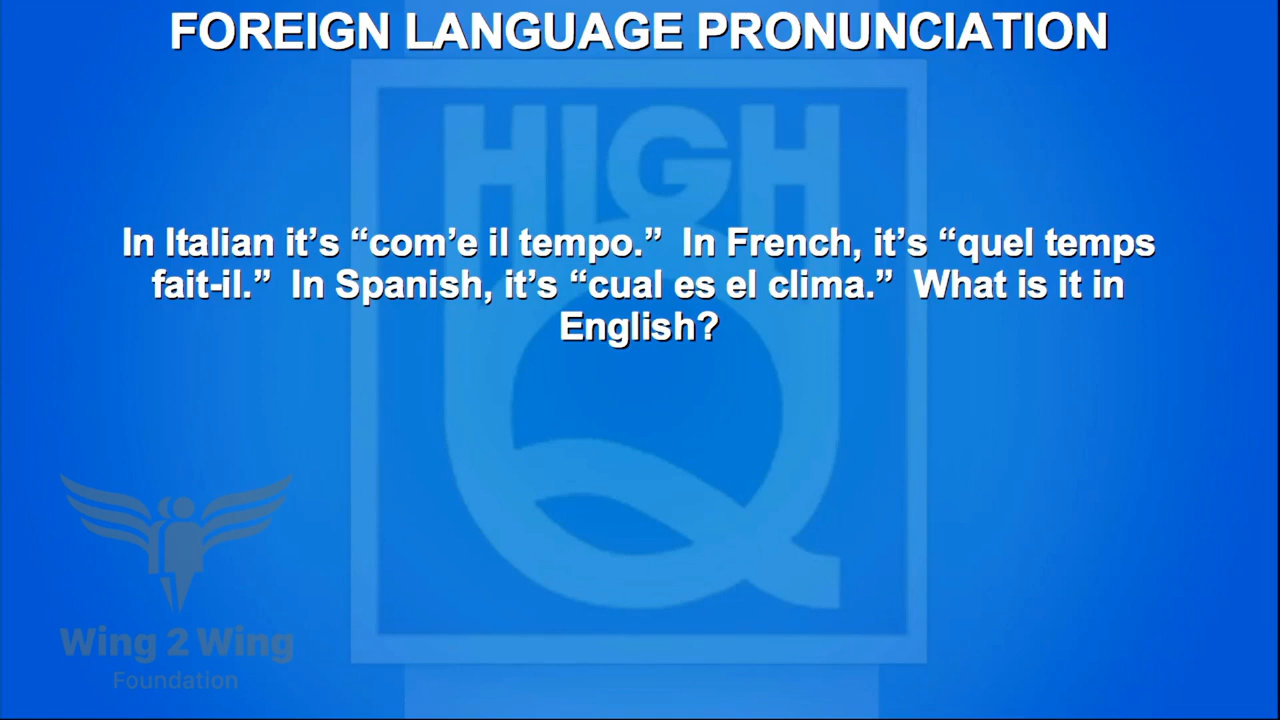 FOREIGN LANGUAGE PRONUNCIATION
HIGH
Q
In Italian it’s “com’e il tempo.”  In French, it’s “quel temps
fait-il.”  In Spanish, it’s “cual es el clima.”  What is it in
English?
Wing 2 Wing
Foundation